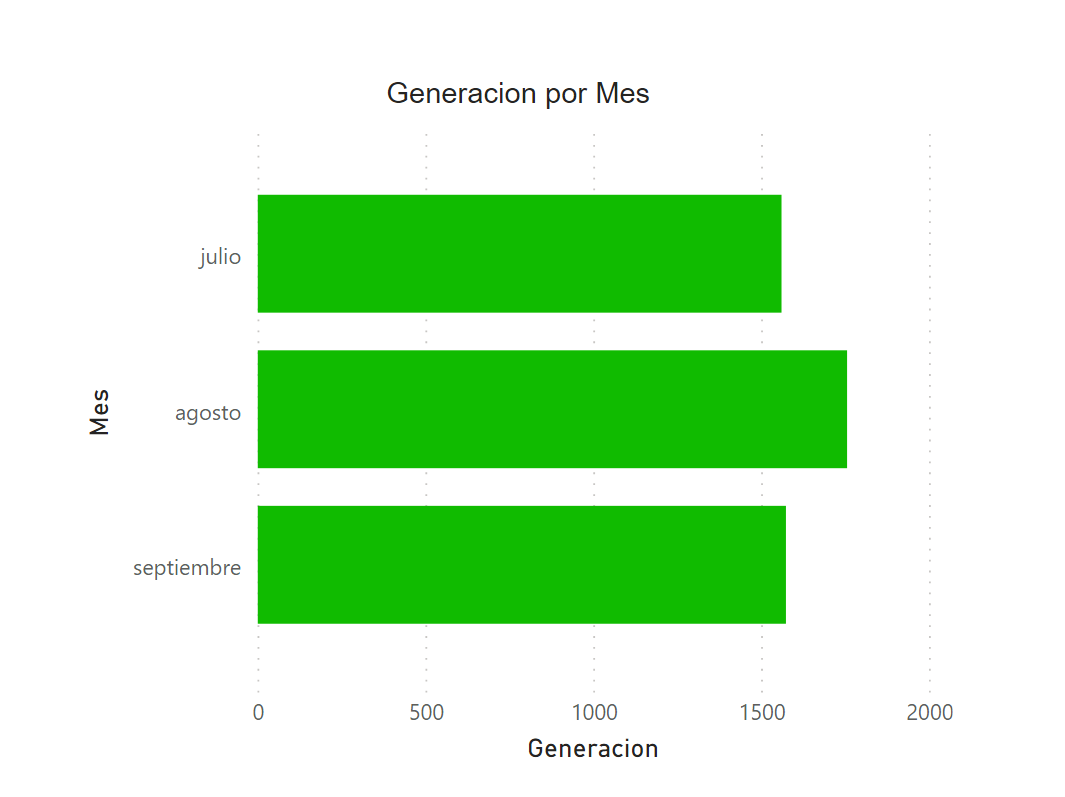 Generacion por Mes
Mes
julio
agosto
septiembre
0 500 1000 1500 2000
Generacion